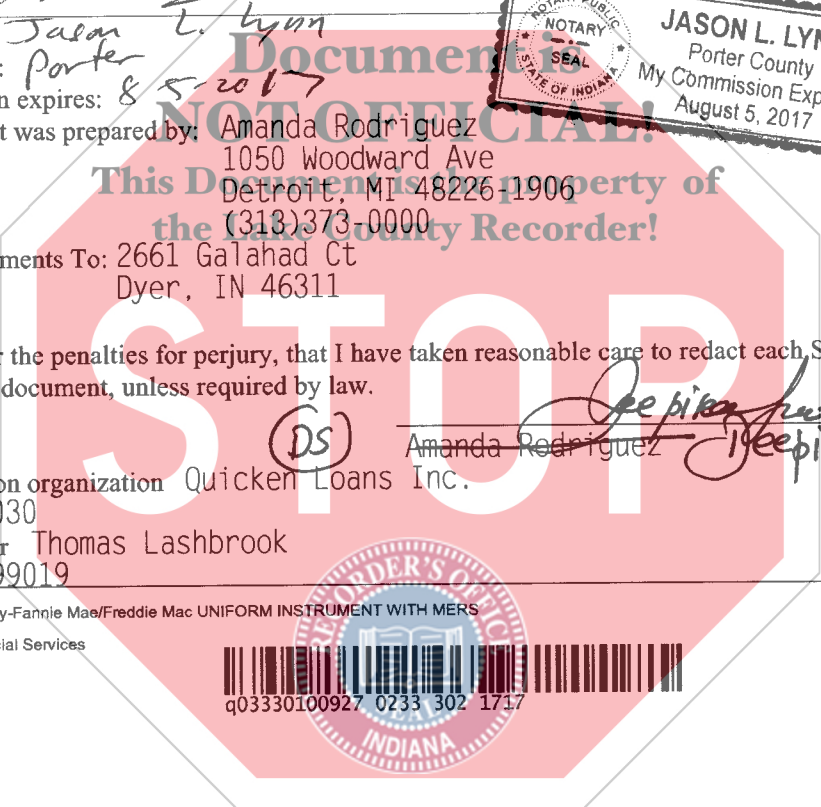 Jason L. Lynn
NOTARY PUBLIC
NOTARY
SEAL
STATE OF INDIANA
JASON L. LYN
Porter County
My Commission Exp
August 5, 2017
: Porter
n expires: 8-5-2017
t was prepared by: Amanda Rodriguez
1050 Woodward Ave
Detroit, MI 48226-1906
(313)373-0000
Document is
NOT OFFICIAL!
This Document is the property of
the Lake County Recorder!
ments To: 2661 Galahad Ct
Dyer, IN 46311
STOP
r the penalties for perjury, that I have taken reasonable care to redact each S
document, unless required by law.
DS
Amanda Rodriguez
on organization Quicken Loans Inc.
030
r Thomas Lashbrook
99019
y-Fannie Mae/Freddie Mac UNIFORM INSTRUMENT WITH MERS
cial Services
q03330100927 0233 302 1717
RECORDER'S OFFICE
SEAL
INDIANA